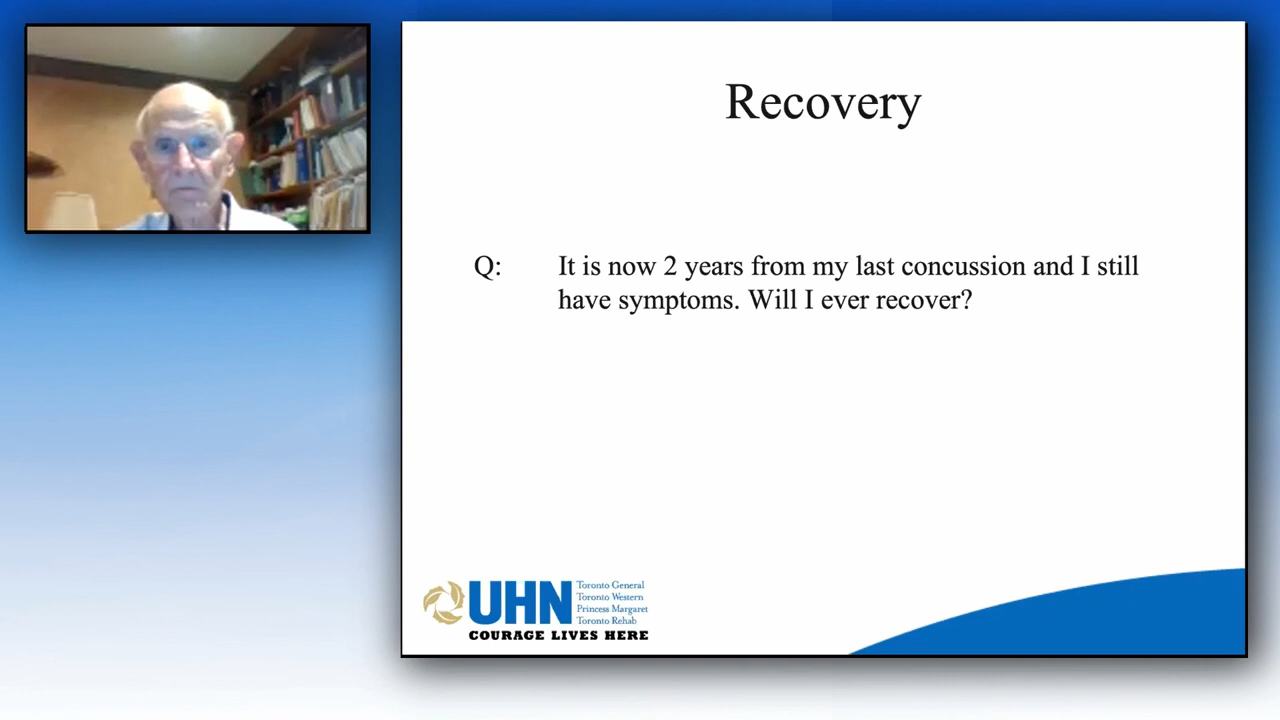 Recovery
Q: It is now 2 years from my last concussion and I still
have symptoms. Will I ever recover?
UHN
Toronto General
Toronto Western
Princess Margaret
Toronto Rehab
COURAGE LIVES HERE